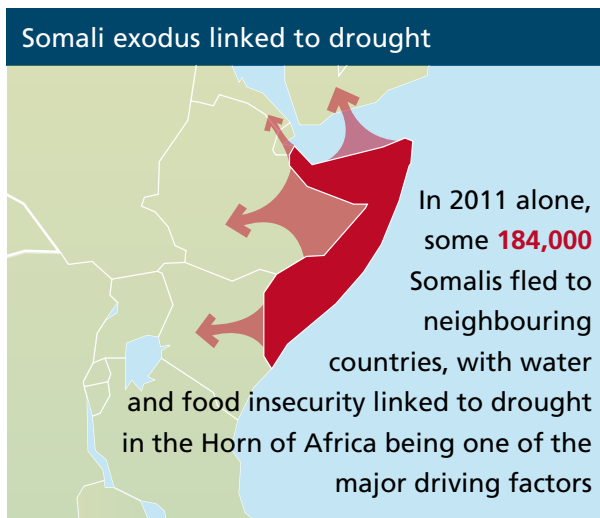 Somali exodus linked to drought
In 2011 alone,
some 184,000
Somalis fled to
neighbouring
countries, with water
and food insecurity linked to drought
in the Horn of Africa being one of the
major driving factors